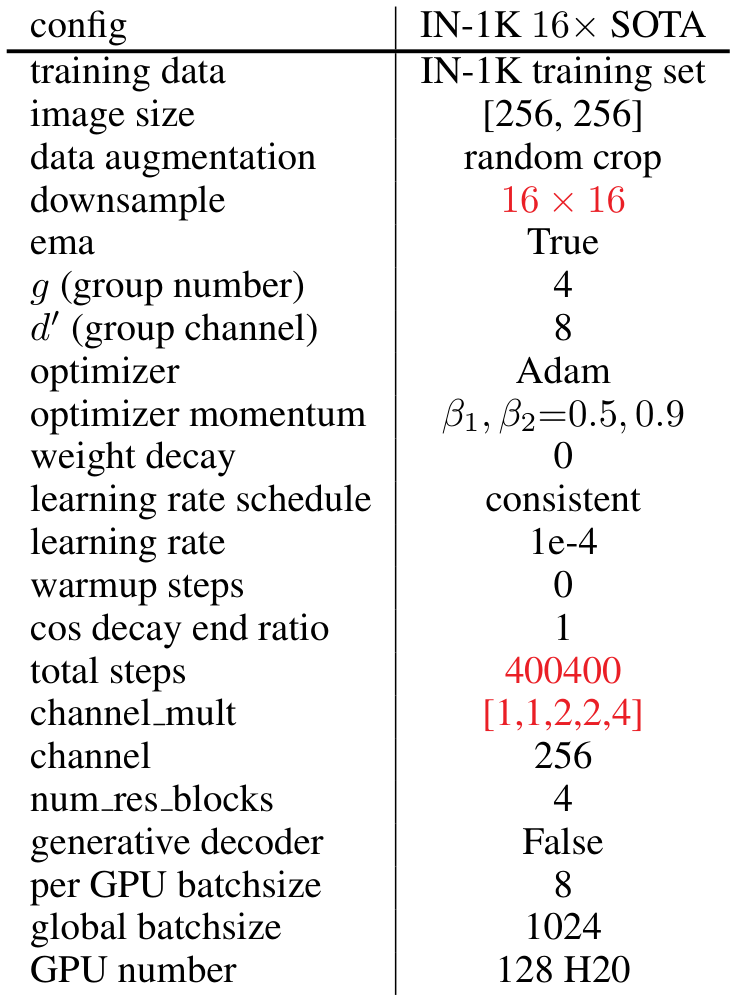 config IN-1K 16× SOTA
training data IN-1K training set
image size [256, 256]
data augmentation random crop
downsample 16 × 16
ema True
g (group number) 4
d′ (group channel) 8
optimizer Adam
optimizer momentum β₁, β₂=0.5, 0.9
weight decay 0
learning rate schedule consistent
learning rate 1e-4
warmup steps 0
cos decay end ratio 1
total steps 400400
channel_mult [1,1,2,2,4]
channel 256
num_res_blocks 4
generative decoder False
per GPU batchsize 8
global batchsize 1024
GPU number 128 H20